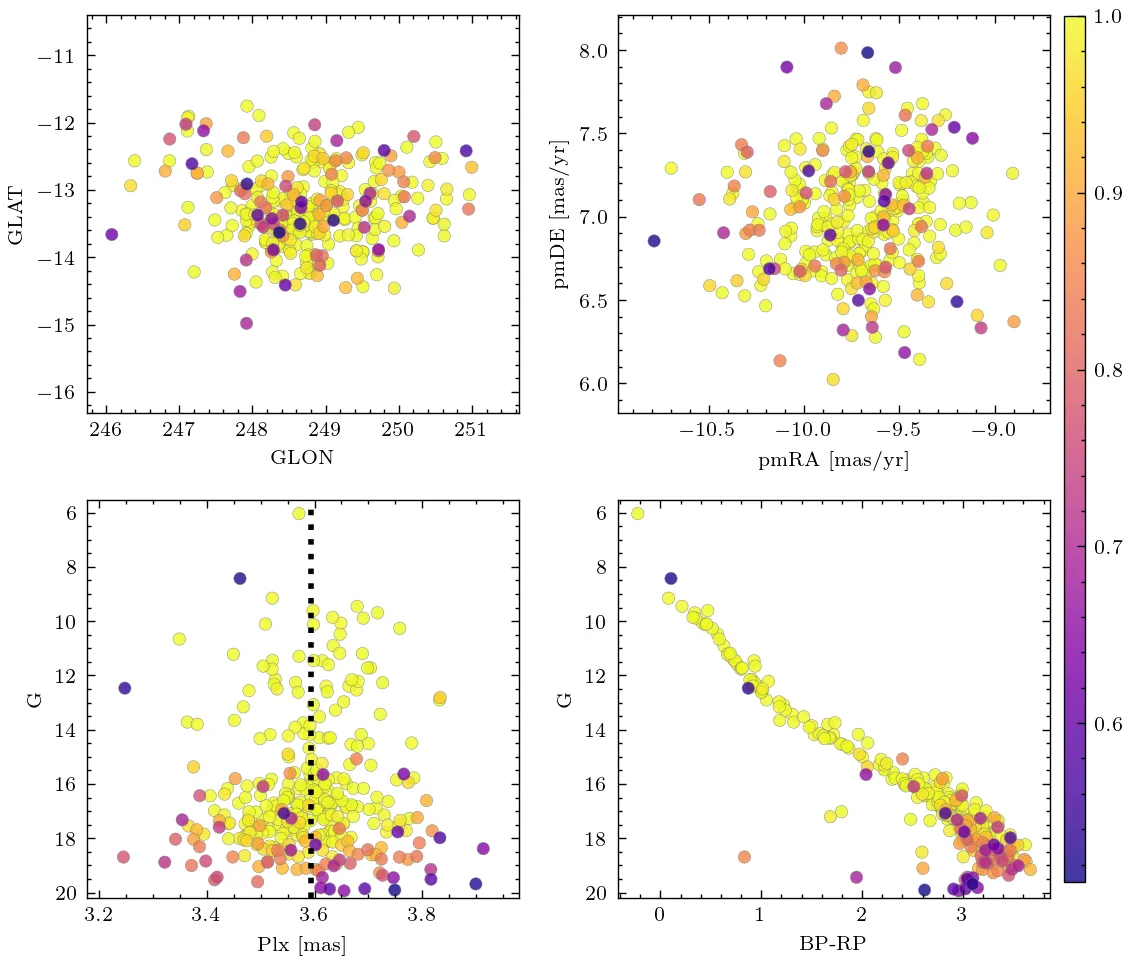 −11
−12
−13
−14
−15
−16
GLAT
246 247 248 249 250 251
GLON
8.0
7.5
7.0
6.5
6.0
pmDE [mas/yr]
−10.5 −10.0 −9.5 −9.0
pmRA [mas/yr]
1.0
0.9
0.8
0.7
0.6
6
8
10
12
14
16
18
20
G
3.2 3.4 3.6 3.8
Plx [mas]
6
8
10
12
14
16
18
20
G
0 1 2 3
BP-RP